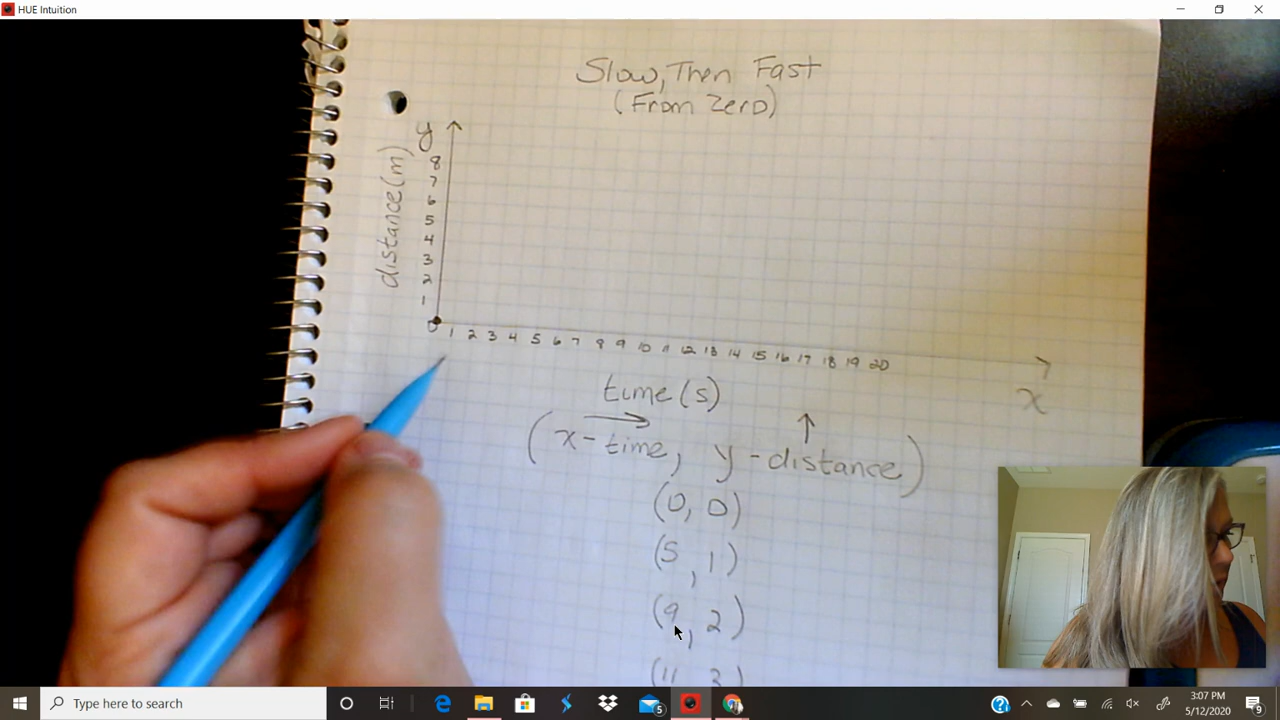 HUE Intuition
Slow, Then Fast
(From Zero)
y
distance (m)
8
7
6
5
4
3
2
1
0
1 2 3 4 5 6 7 8 9 10 11 12 13 14 15 16 17 18 19 20
x
time (s)
(x-time, y-distance)
(0, 0)
(5, 1)
(9, 2)
Type here to search
5
3:07 PM
5/12/2020
9